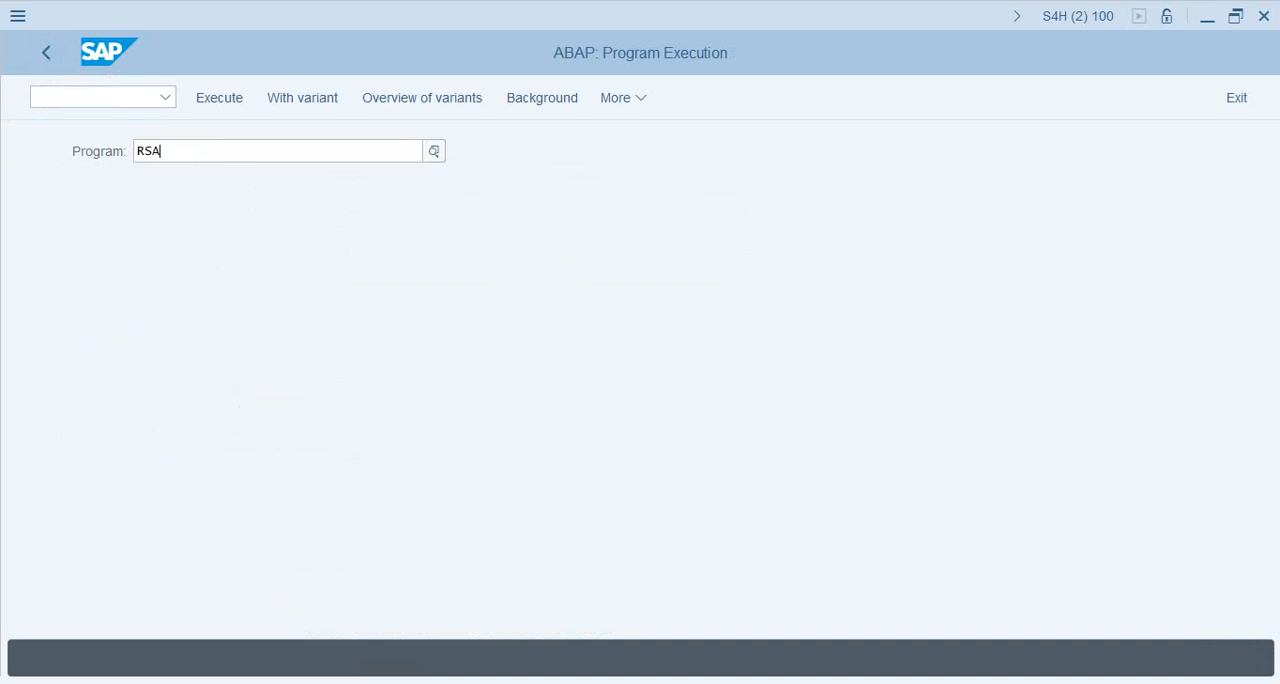 S4H (2) 100
SAP
ABAP: Program Execution
Execute With variant Overview of variants Background More Exit
Program: RSA